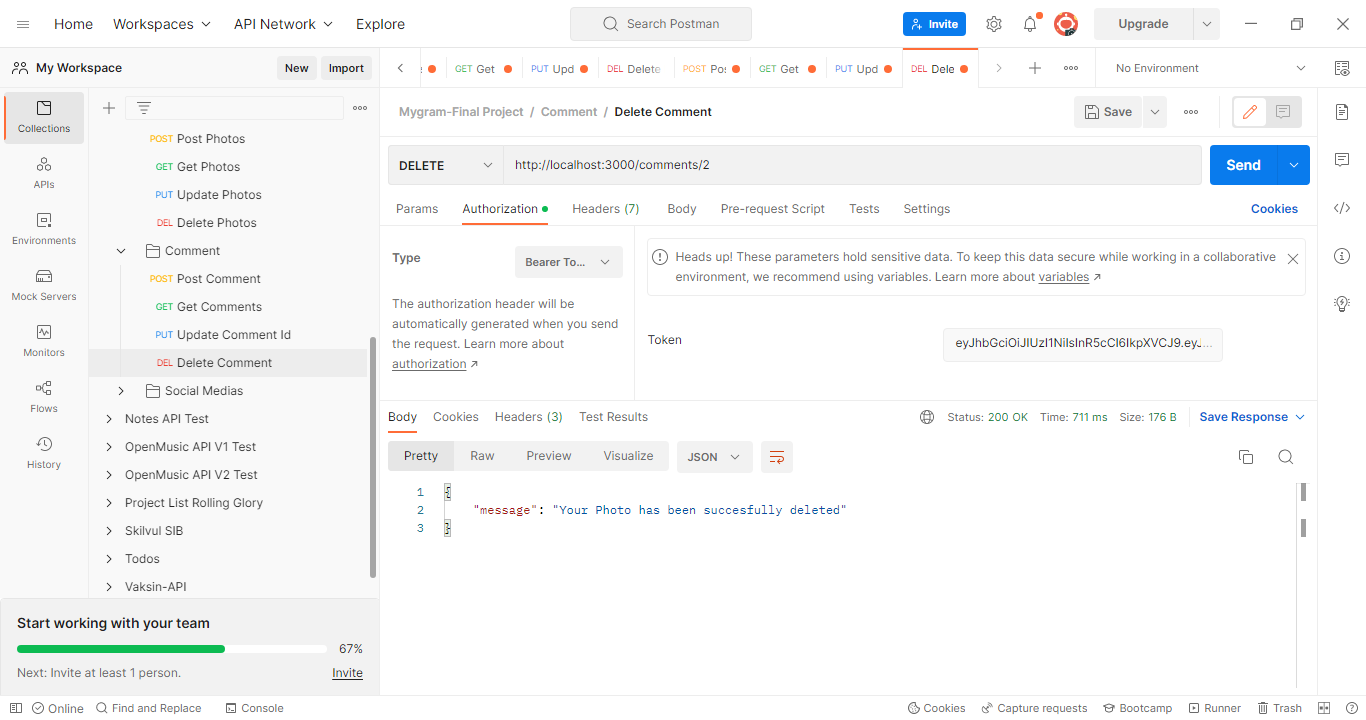 Home Workspaces API Network Explore Search Postman Invite Upgrade
My Workspace New Import
GET Get PUT Upd DEL Delete POST Pos GET Get PUT Upd DEL Dele No Environment
Collections
APIs
Environments
Mock Servers
Monitors
Flows
History
POST Post Photos
GET Get Photos
PUT Update Photos
DEL Delete Photos
Comment
POST Post Comment
GET Get Comments
PUT Update Comment Id
DEL Delete Comment
Social Medias
Notes API Test
OpenMusic API V1 Test
OpenMusic API V2 Test
Project List Rolling Glory
Skilvul SIB
Todos
Vaksin-API
Start working with your team
67%
Next: Invite at least 1 person. Invite
Mygram-Final Project / Comment / Delete Comment Save
DELETE http://localhost:3000/comments/2 Send
Params Authorization Headers (7) Body Pre-request Script Tests Settings Cookies
Type Bearer To...
The authorization header will be
automatically generated when you send
the request. Learn more about
authorization ↗
Heads up! These parameters hold sensitive data. To keep this data secure while working in a collaborative
environment, we recommend using variables. Learn more about variables ↗
Token eyJhbGciOiJIUzI1NiIsInR5cCI6IkpXVCJ9.eyJ...
Body Cookies Headers (3) Test Results Status: 200 OK Time: 711 ms Size: 176 B Save Response
Pretty Raw Preview Visualize JSON
1 {
2 "message": "Your Photo has been succesfully deleted"
3 }
Online Find and Replace Console Cookies Capture requests Bootcamp Runner Trash